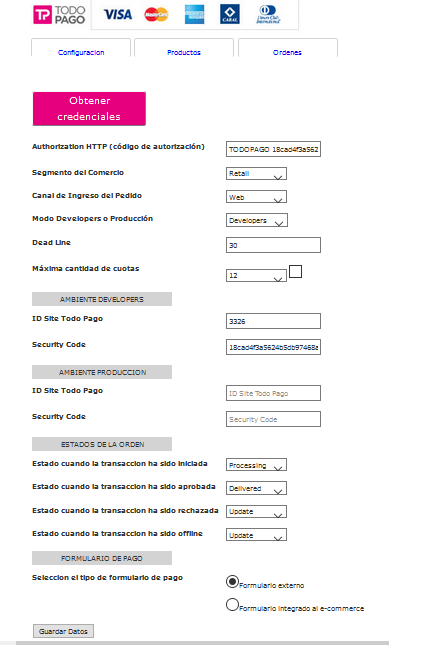 TP TODO PAGO VISA MasterCard AMERICAN EXPRESS CABAL Diners Club International
Configuracion Productos Ordenes
Obtener
credenciales
Authorization HTTP (código de autorización) TODOPAGO 18cad4f3a562
Segmento del Comercio Retail
Canal de Ingreso del Pedido Web
Modo Developers o Producción Developers
Dead Line 30
Máxima cantidad de cuotas 12
AMBIENTE DEVELOPERS
ID Site Todo Pago 3326
Security Code 18cad4f3a5624b5db97468a
AMBIENTE PRODUCCION
ID Site Todo Pago ID Site Todo Pago
Security Code Security Code
ESTADOS DE LA ORDEN
Estado cuando la transaccion ha sido iniciada Processing
Estado cuando la transaccion ha sido aprobada Delivered
Estado cuando la transaccion ha sido rechazada Update
Estado cuando la transaccion ha sido offline Update
FORMULARIO DE PAGO
Seleccion el tipo de formulario de pago Formulario externo
Formulario integrado al e-commerce
Guardar Datos